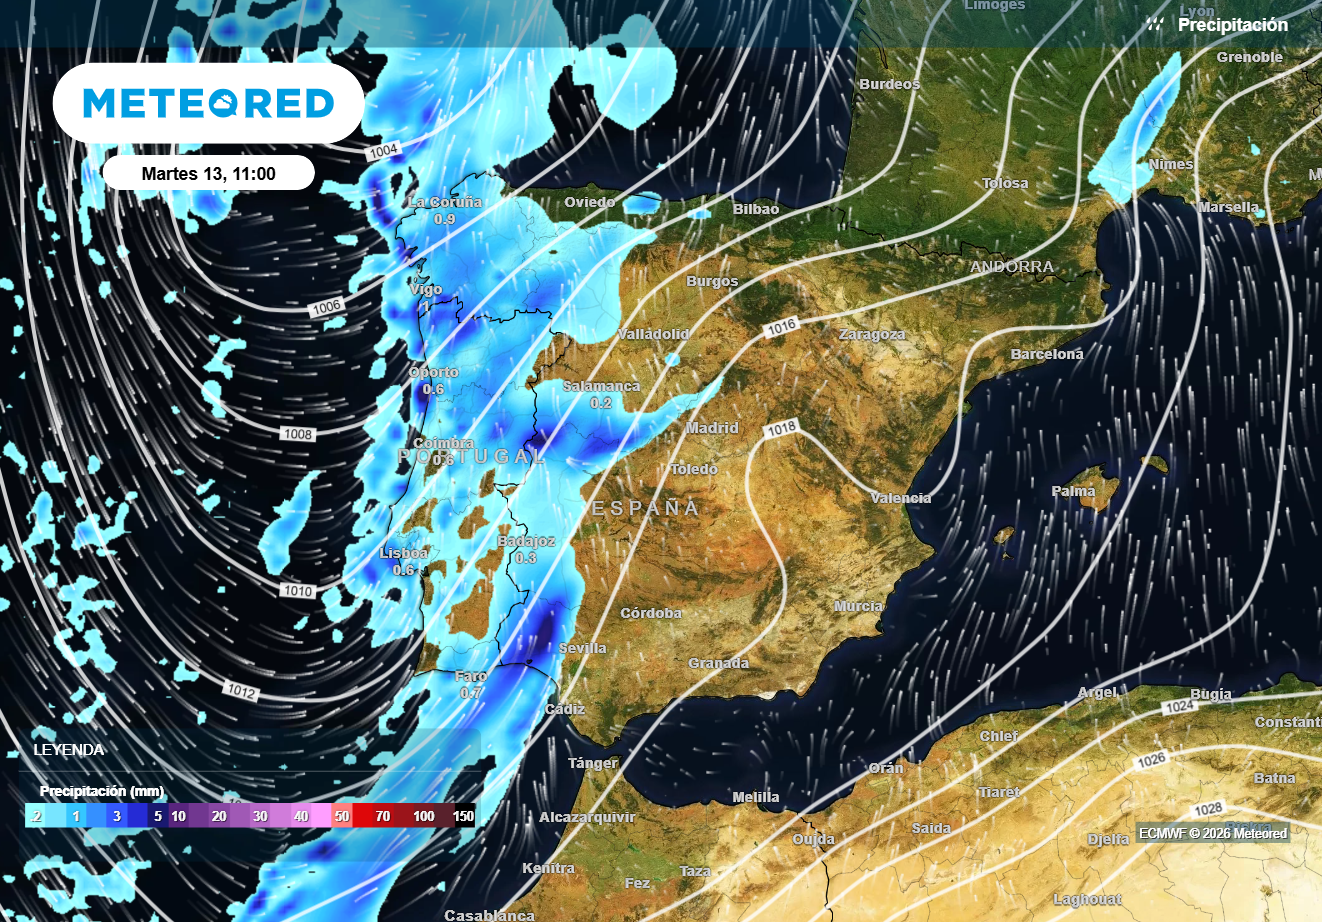 Limoges
Lyon
Precipitación
Grenoble
Burdeos
METEORED
1004
Martes 13, 11:00
Nimes
Tolosa
La Coruña
0.9
Oviedo
Bilbao
Marsella
ANDORRA
Vigo
1
Burgos
1006
1016
Valladolid
Zaragoza
Barcelona
Oporto
0.6
Salamanca
0.2
1008
Madrid
1018
Coímbra
0.6
PORTUGAL
Toledo
Palma
Valencia
ESPAÑA
Lisboa
0.6
Badajoz
0.3
1010
Córdoba
Murcia
Sevilla
Granada
Faro
0.7
1012
Argel
Bugia
1024
Cádiz
Constanti
Chlef
LEYENDA
Tánger
Orán
1026
Batna
Precipitación (mm)
Melilla
Tiaret
.2 1 3 5 10 20 30 40 50 70 100 150
1028
Alcazarquivir
Saida
Oujda
Djelfa
ECMWF © 2026 Meteored
Kenitra
Taza
Fez
Laghouat
Casablanca